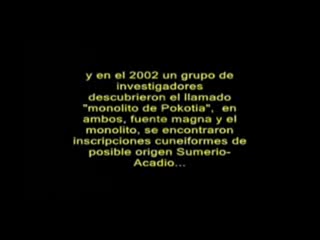 y en el 2002 un grupo de
investigadores
descubrieron el llamado
"monolito de Pokotia", en
ambos, fuente magna y el
monolito, se encontraron
inscripciones cuneiformes de
posible origen Sumerio-
Acadio...